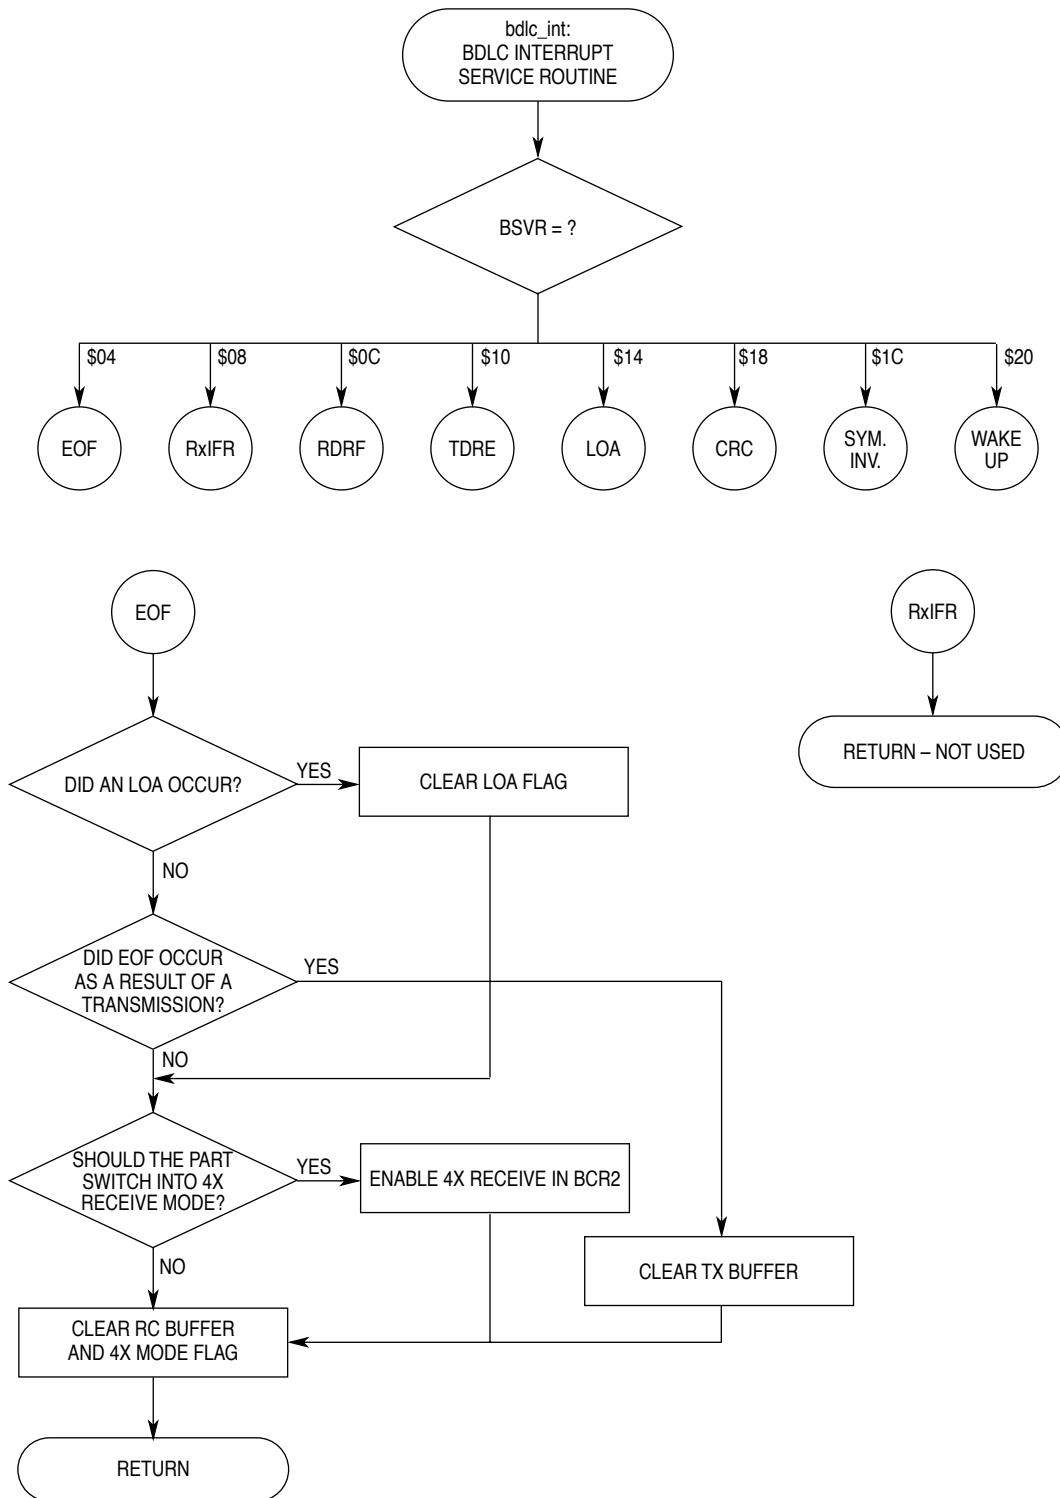 bdlc_int:
BDLC INTERRUPT
SERVICE ROUTINE
BSVR = ?
$04
$08
$0C
$10
$14
$18
$1C
$20
EOF
RxIFR
RDRF
TDRE
LOA
CRC
SYM.
INV.
WAKE
UP
EOF
RxIFR
DID AN LOA OCCUR?
YES
CLEAR LOA FLAG
RETURN – NOT USED
NO
DID EOF OCCUR
AS A RESULT OF A
TRANSMISSION?
YES
NO
SHOULD THE PART
SWITCH INTO 4X
RECEIVE MODE?
YES
ENABLE 4X RECEIVE IN BCR2
NO
CLEAR TX BUFFER
CLEAR RC BUFFER
AND 4X MODE FLAG
RETURN